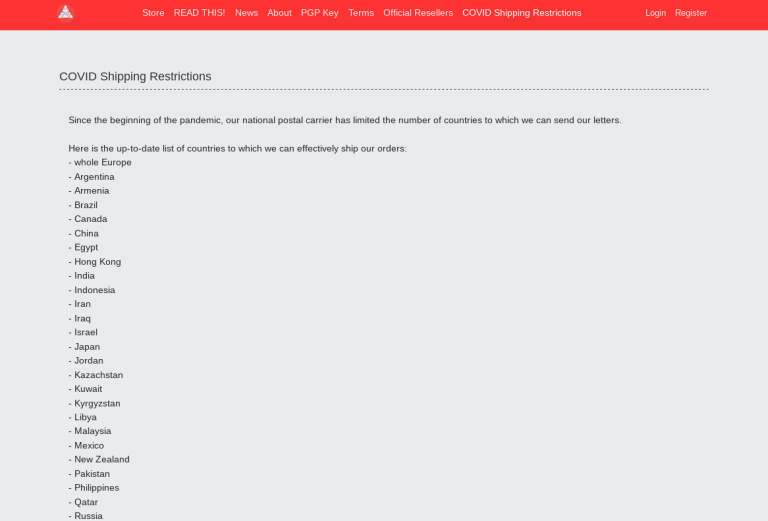 Store READ THIS! News About PGP Key Terms Official Resellers COVID Shipping Restrictions Login Register
COVID Shipping Restrictions
Since the beginning of the pandemic, our national postal carrier has limited the number of countries to which we can send our letters.
Here is the up-to-date list of countries to which we can effectively ship our orders:
- whole Europe
- Argentina
- Armenia
- Brazil
- Canada
- China
- Egypt
- Hong Kong
- India
- Indonesia
- Iran
- Iraq
- Israel
- Japan
- Jordan
- Kazachstan
- Kuwait
- Kyrgyzstan
- Libya
- Malaysia
- Mexico
- New Zealand
- Pakistan
- Philippines
- Qatar
- Russia